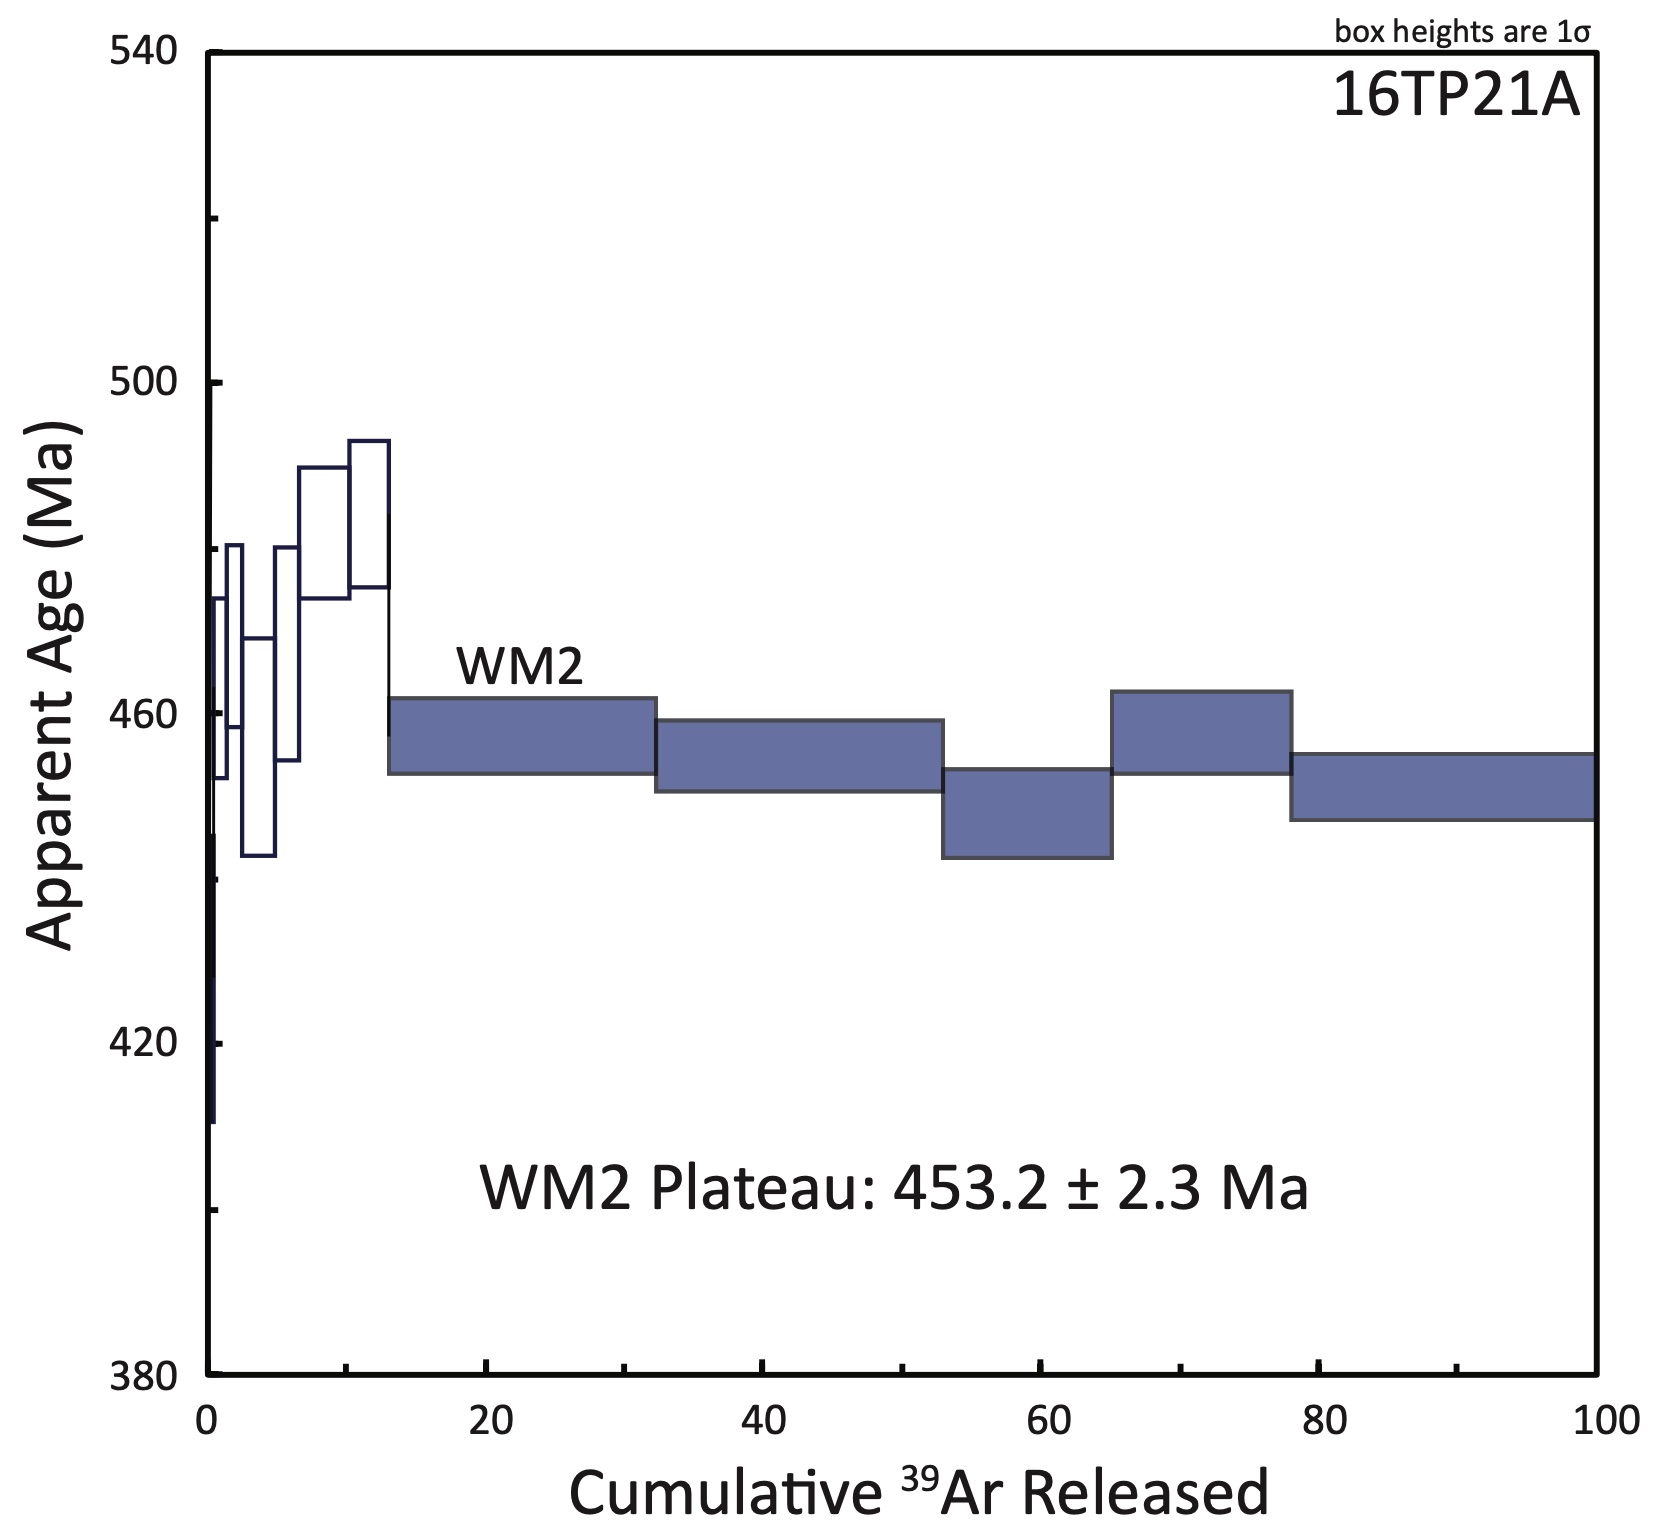 box heights are 1σ
16TP21A
540
500
460
420
380
Apparent Age (Ma)
WM2
WM2 Plateau: 453.2 ± 2.3 Ma
0 20 40 60 80 100
Cumulative ³⁹Ar Released